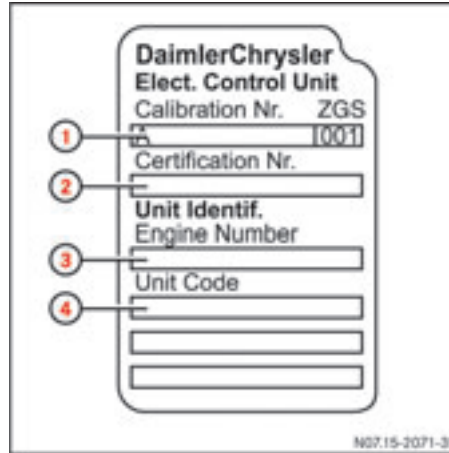 DaimlerChrysler
Elect. Control Unit
Calibration Nr. ZGS
1 A [001]
Certification Nr.
2
Unit Identif.
Engine Number
3
Unit Code
4
N07.15-2071-3